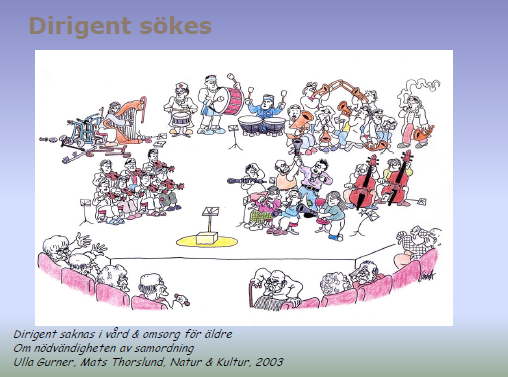 Dirigent sökes
Dirigent saknas i vård & omsorg för äldre
Om nödvändigheten av samordning
Ulla Gurner, Mats Thorslund, Natur & Kultur, 2003